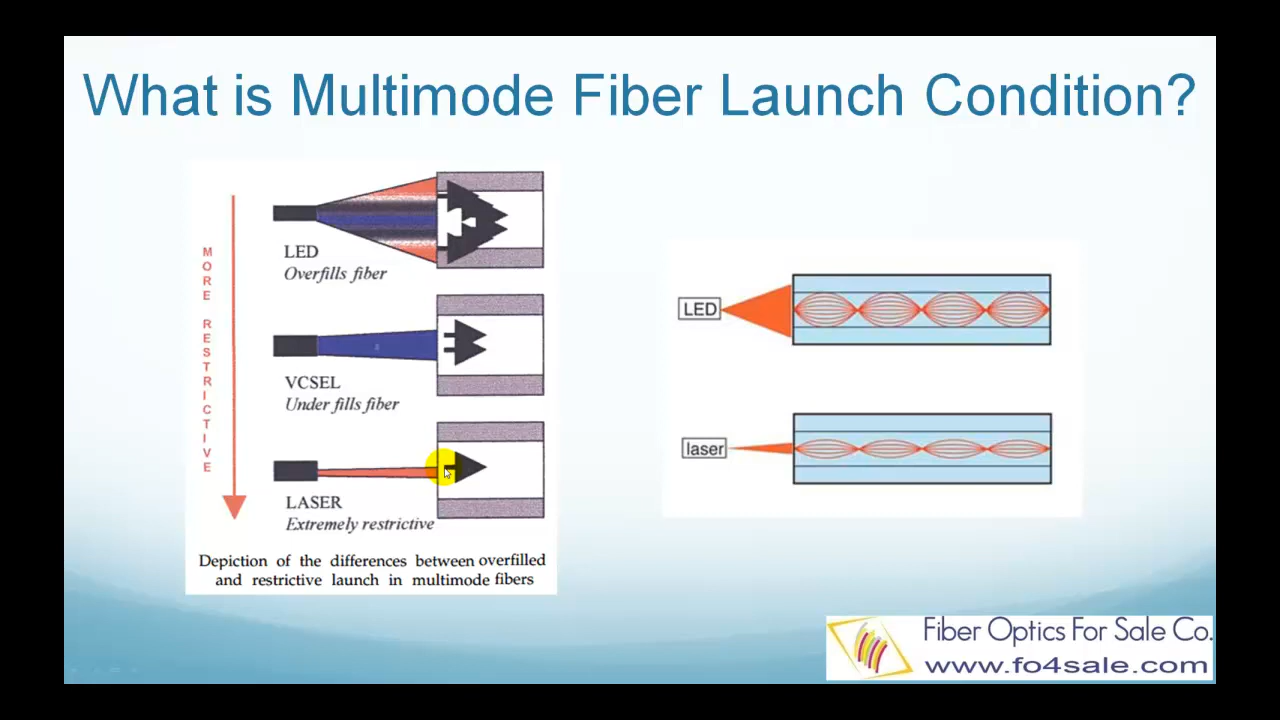 What is Multimode Fiber Launch Condition?
MORE RESTRICTIVE
LED
Overfills fiber
VCSEL
Under fills fiber
LASER
Extremely restrictive
Depiction of the differences between overfilled
and restrictive launch in multimode fibers
LED
laser
Fiber Optics For Sale Co.
www.fo4sale.com